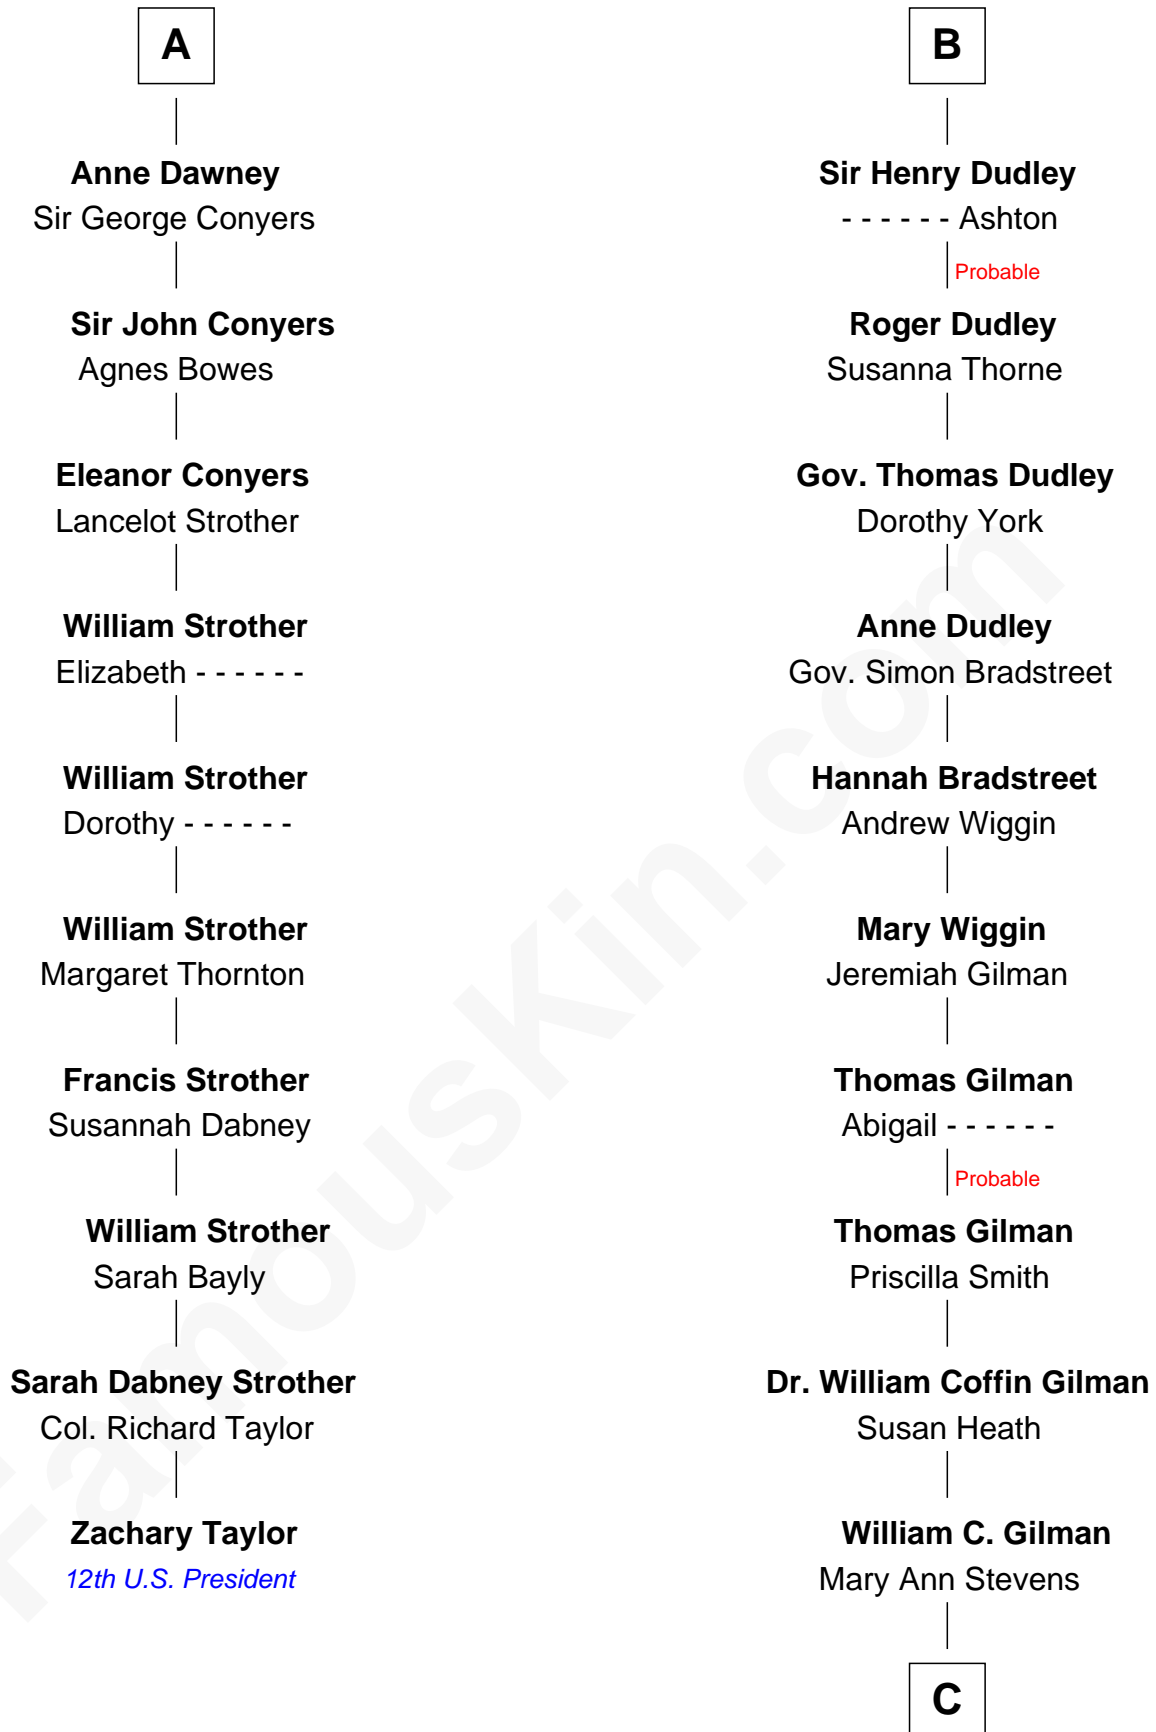 A
Anne Dawney
Sir George Conyers
Sir John Conyers
Agnes Bowes
Eleanor Conyers
Lancelot Strother
William Strother
Elizabeth - - - - - -
William Strother
Dorothy - - - - - -
William Strother
Margaret Thornton
Francis Strother
Susannah Dabney
William Strother
Sarah Bayly
Sarah Dabney Strother
Col. Richard Taylor
Zachary Taylor
12th U.S. President
B
Sir Henry Dudley
- - - - - - Ashton
Probable
Roger Dudley
Susanna Thorne
Gov. Thomas Dudley
Dorothy York
Anne Dudley
Gov. Simon Bradstreet
Hannah Bradstreet
Andrew Wiggin
Mary Wiggin
Jeremiah Gilman
Thomas Gilman
Abigail - - - - - -
Probable
Thomas Gilman
Priscilla Smith
Dr. William Coffin Gilman
Susan Heath
William C. Gilman
Mary Ann Stevens
C
FamousKin.com